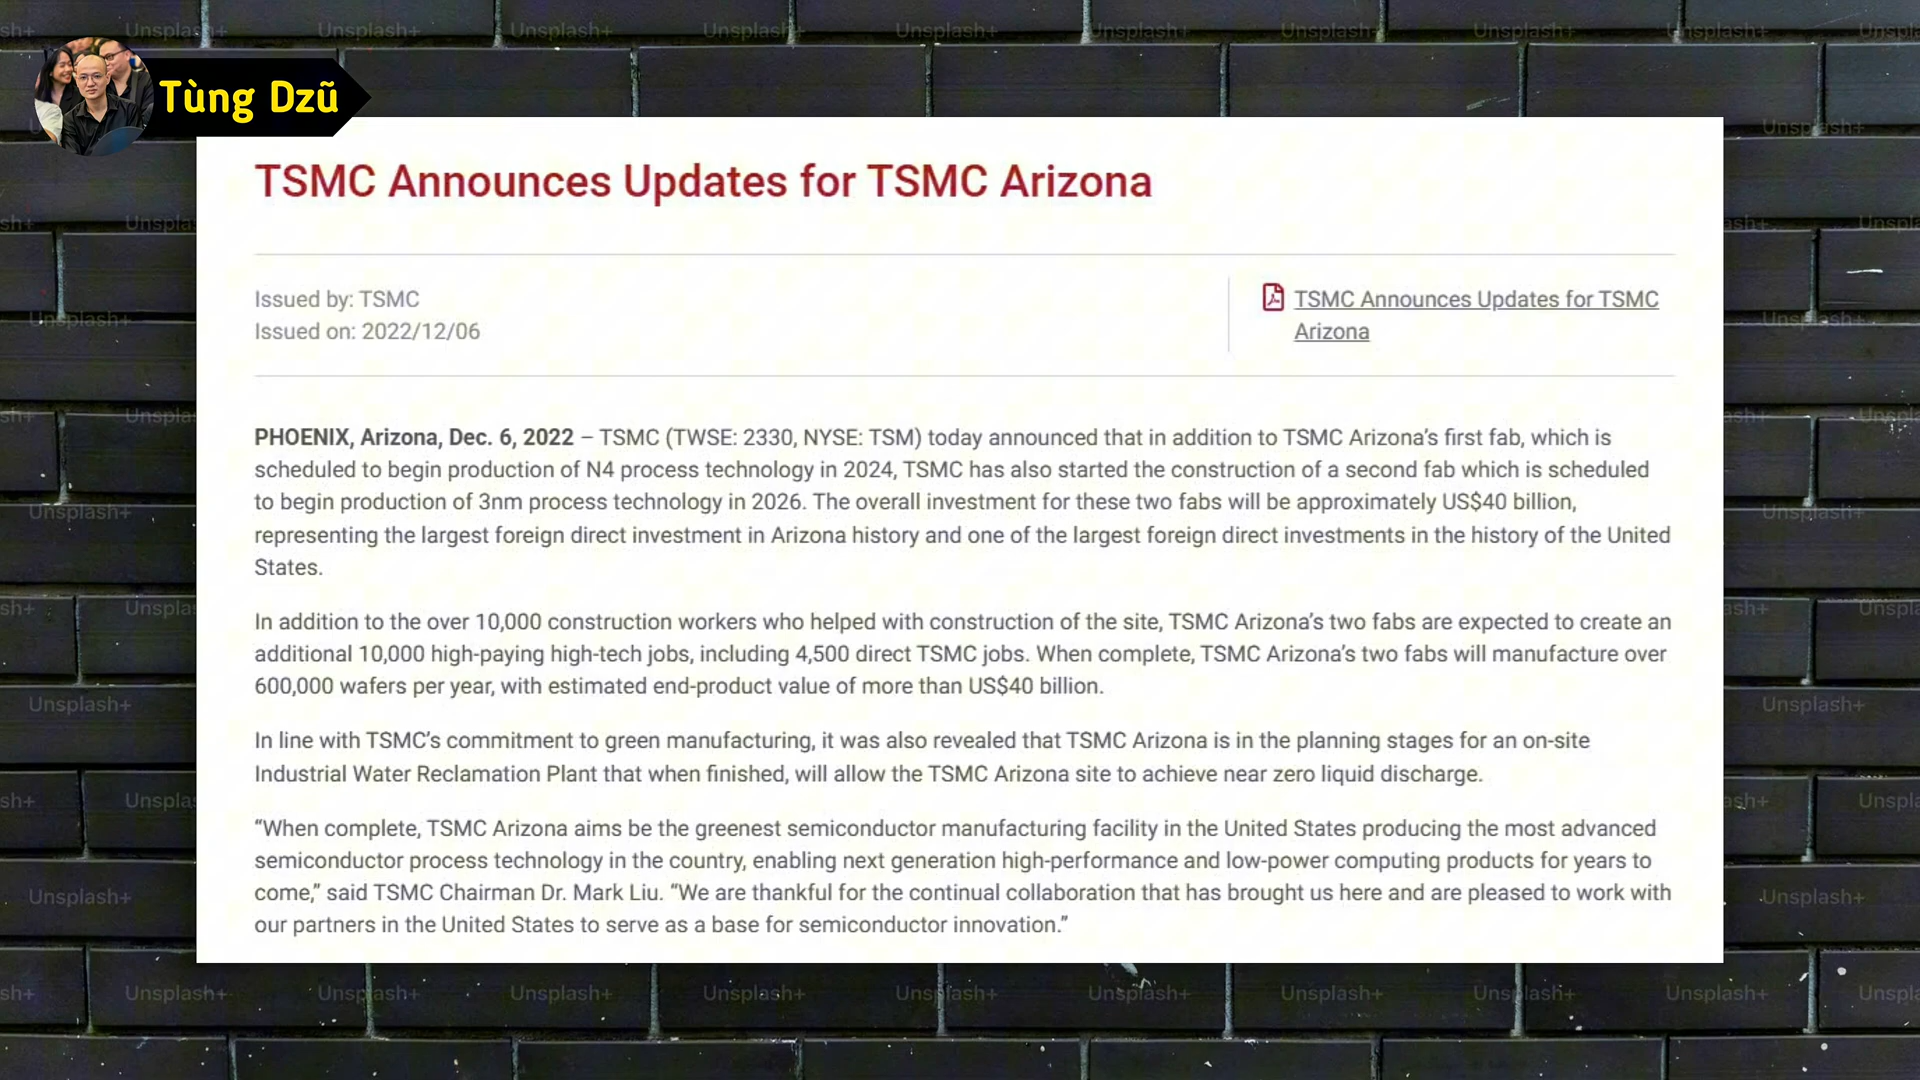 Tùng Dzũ
TSMC Announces Updates for TSMC Arizona
Issued by: TSMC
Issued on: 2022/12/06
TSMC Announces Updates for TSMC
Arizona
PHOENIX, Arizona, Dec. 6, 2022 – TSMC (TWSE: 2330, NYSE: TSM) today announced that in addition to TSMC Arizona’s first fab, which is
scheduled to begin production of N4 process technology in 2024, TSMC has also started the construction of a second fab which is scheduled
to begin production of 3nm process technology in 2026. The overall investment for these two fabs will be approximately US$40 billion,
representing the largest foreign direct investment in Arizona history and one of the largest foreign direct investments in the history of the United
States.
In addition to the over 10,000 construction workers who helped with construction of the site, TSMC Arizona’s two fabs are expected to create an
additional 10,000 high-paying high-tech jobs, including 4,500 direct TSMC jobs. When complete, TSMC Arizona’s two fabs will manufacture over
600,000 wafers per year, with estimated end-product value of more than US$40 billion.
In line with TSMC’s commitment to green manufacturing, it was also revealed that TSMC Arizona is in the planning stages for an on-site
Industrial Water Reclamation Plant that when finished, will allow the TSMC Arizona site to achieve near zero liquid discharge.
“When complete, TSMC Arizona aims be the greenest semiconductor manufacturing facility in the United States producing the most advanced
semiconductor process technology in the country, enabling next generation high-performance and low-power computing products for years to
come,” said TSMC Chairman Dr. Mark Liu. “We are thankful for the continual collaboration that has brought us here and are pleased to work with
our partners in the United States to serve as a base for semiconductor innovation.”
Unsplash+ Unsplash+ Unsplash+ Unsplash+ Unsplash+ Unsplash+ Unsplash+ Unsplash+ Unsplash+